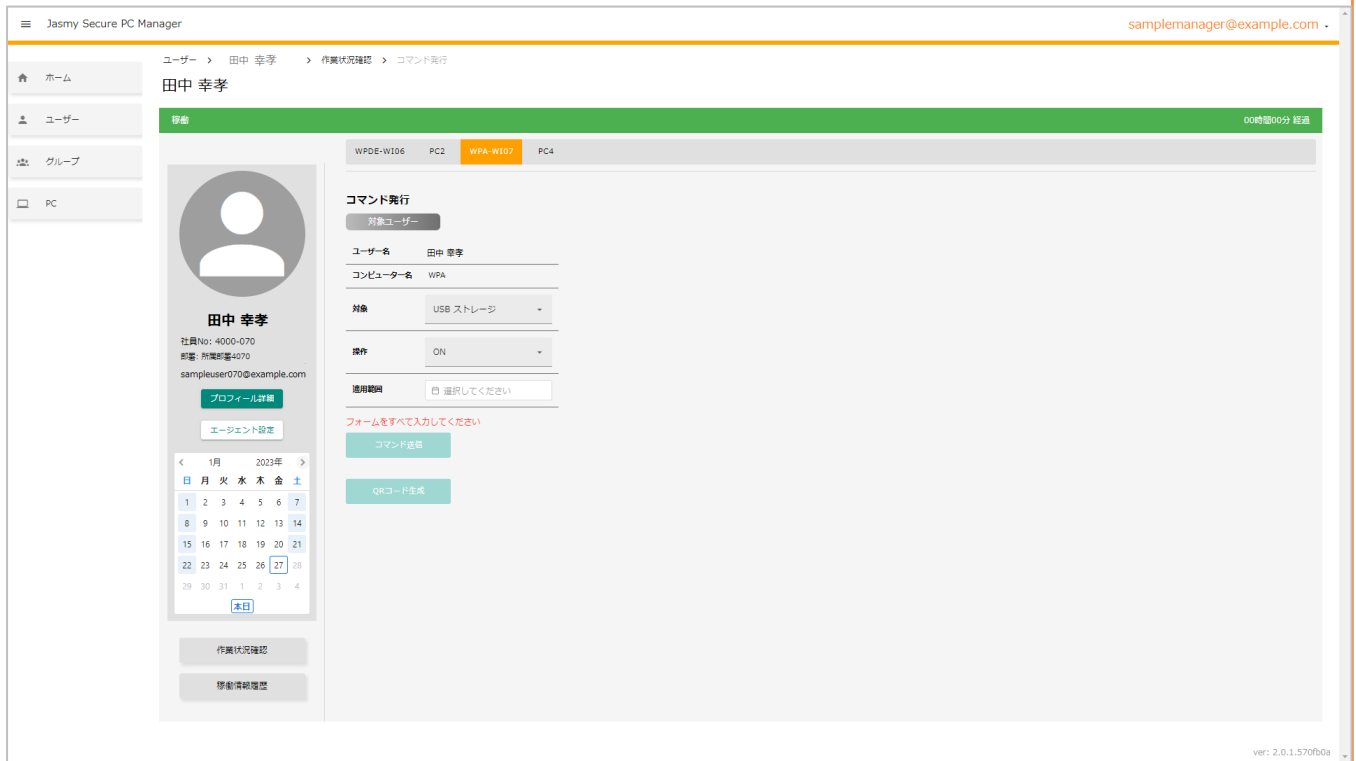 Jasmy Secure PC Manager
samplemanager@example.com
ホーム
ユーザー
グループ
PC
ユーザー > 田中 幸孝 > 作業状況確認 > コマンド発行
田中 幸孝
稼働 00時間00分 経過
WPDE-WI06 PC2 WPA-WI07 PC4
田中 幸孝
社員No: 4000-070
部署: 所属部署4070
sampleuser070@example.com
プロフィール詳細
エージェント設定
< 1月 2023年 >
日 月 火 水 木 金 土
1 2 3 4 5 6 7
8 9 10 11 12 13 14
15 16 17 18 19 20 21
22 23 24 25 26 27 28
29 30 31 1 2 3 4
本日
作業状況確認
稼働情報履歴
コマンド発行
対象ユーザー
ユーザー名 田中 幸孝
コンピューター名 WPA
対象 USB ストレージ
操作 ON
適用範囲 選択してください
フォームをすべて入力してください
コマンド送信
QRコード生成
ver: 2.0.1.570fb0a